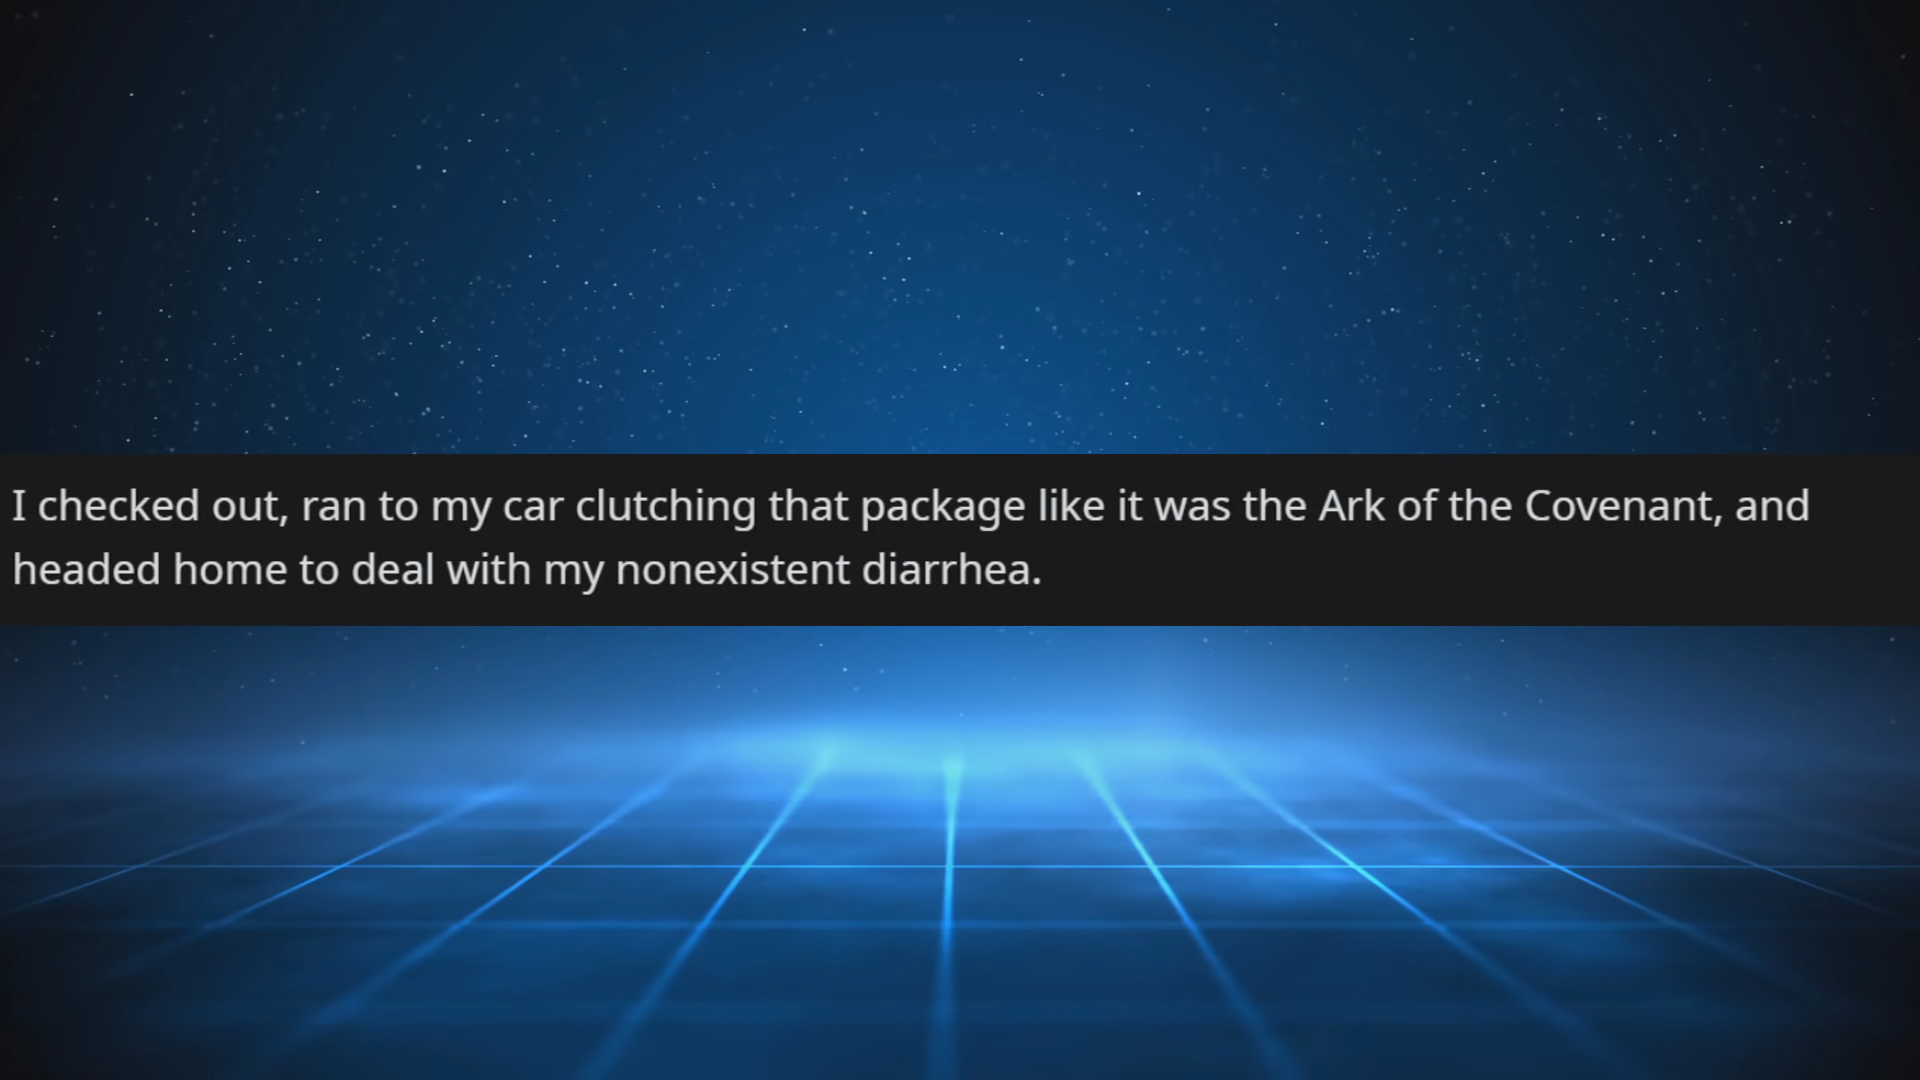 I checked out, ran to my car clutching that package like it was the Ark of the Covenant, and
headed home to deal with my nonexistent diarrhea.